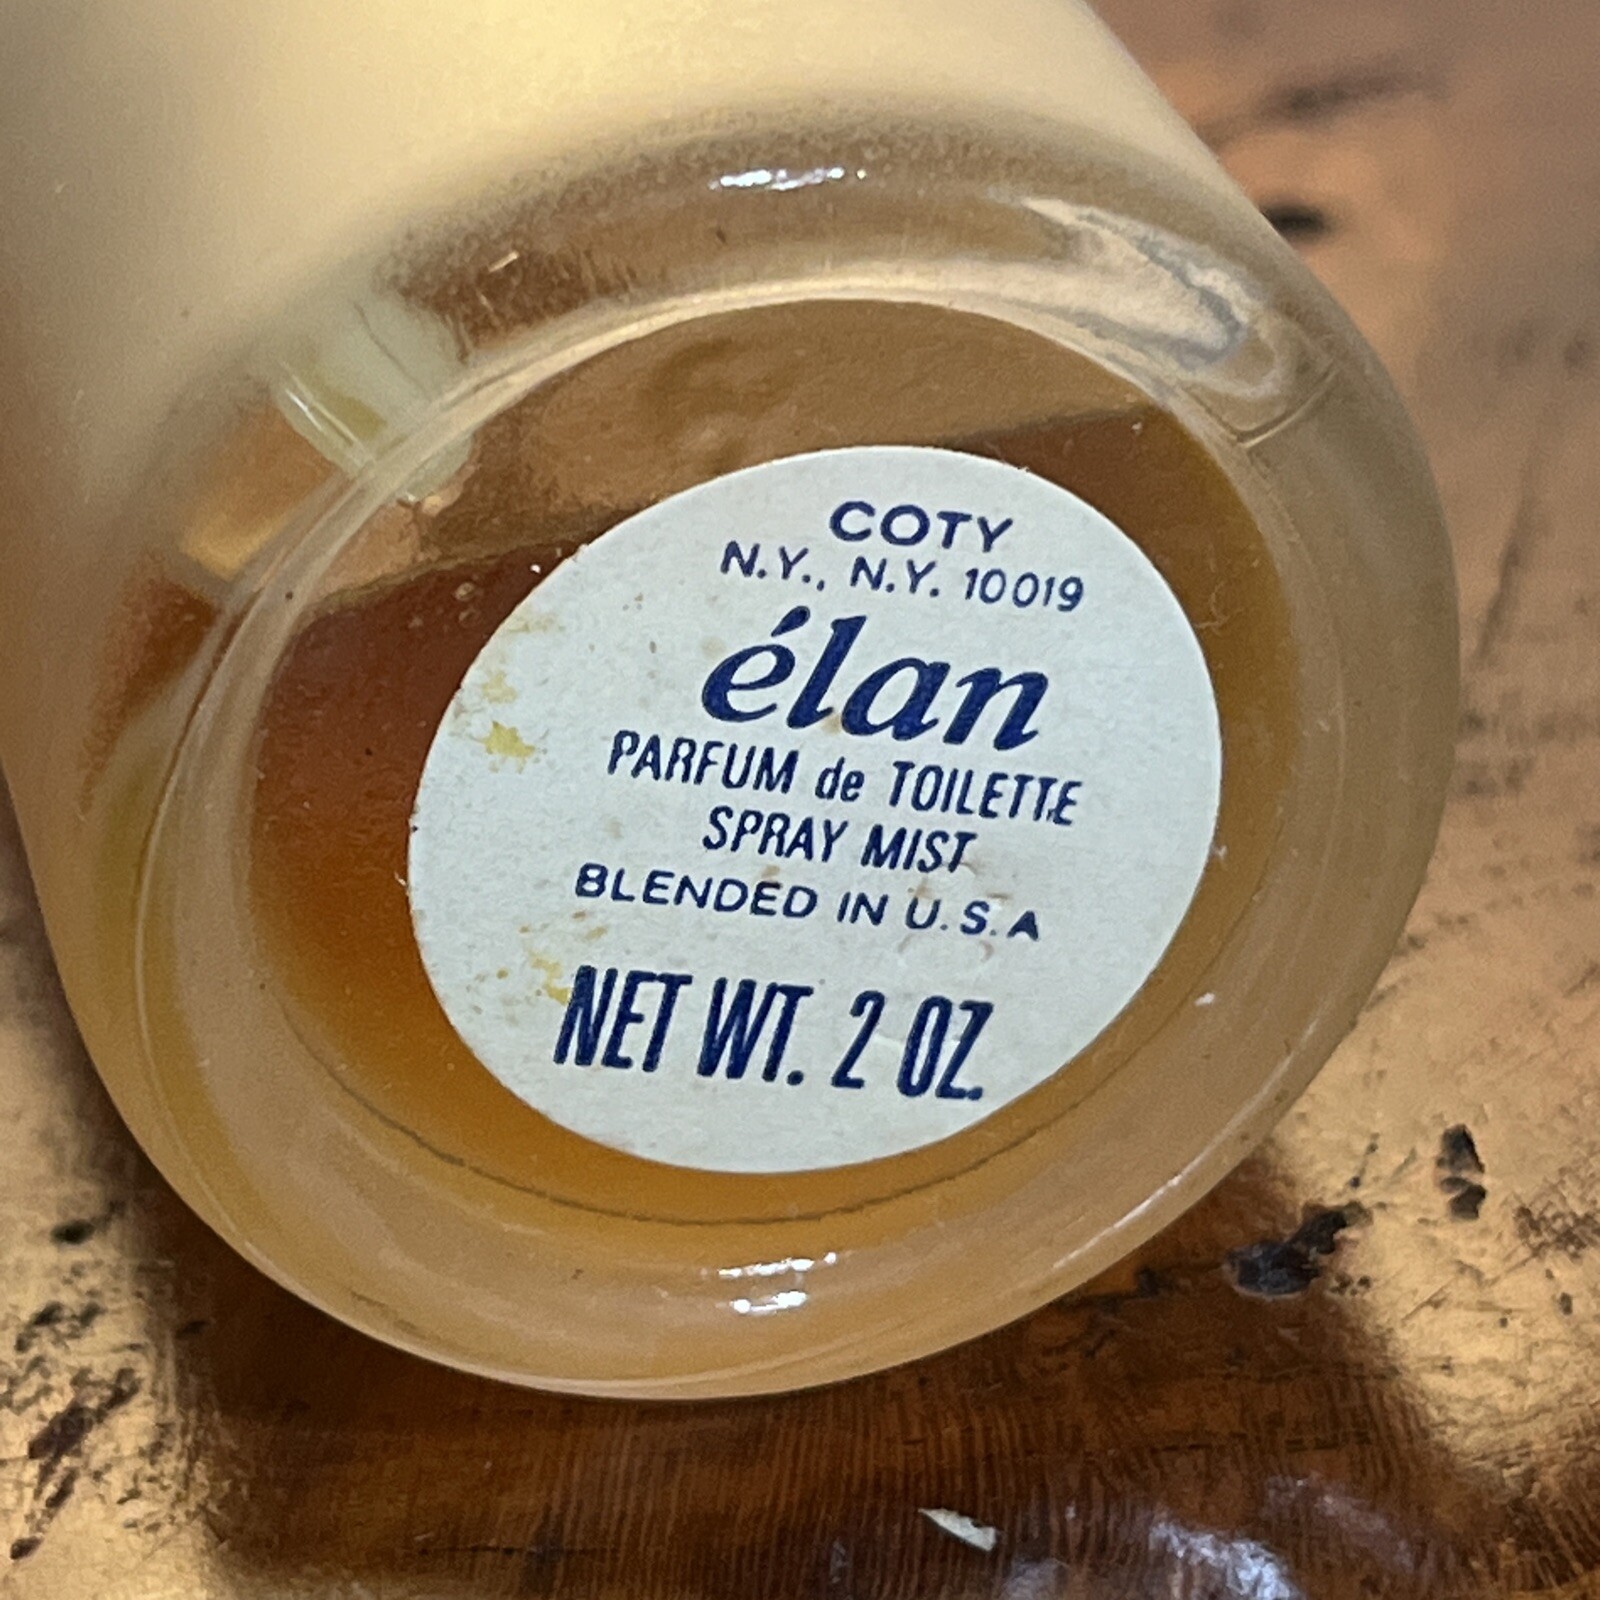 COTY
N.Y., N.Y. 10019
élan
PARFUM de TOILETTE
SPRAY MIST
BLENDED IN U.S.A
NET WT. 2 OZ.